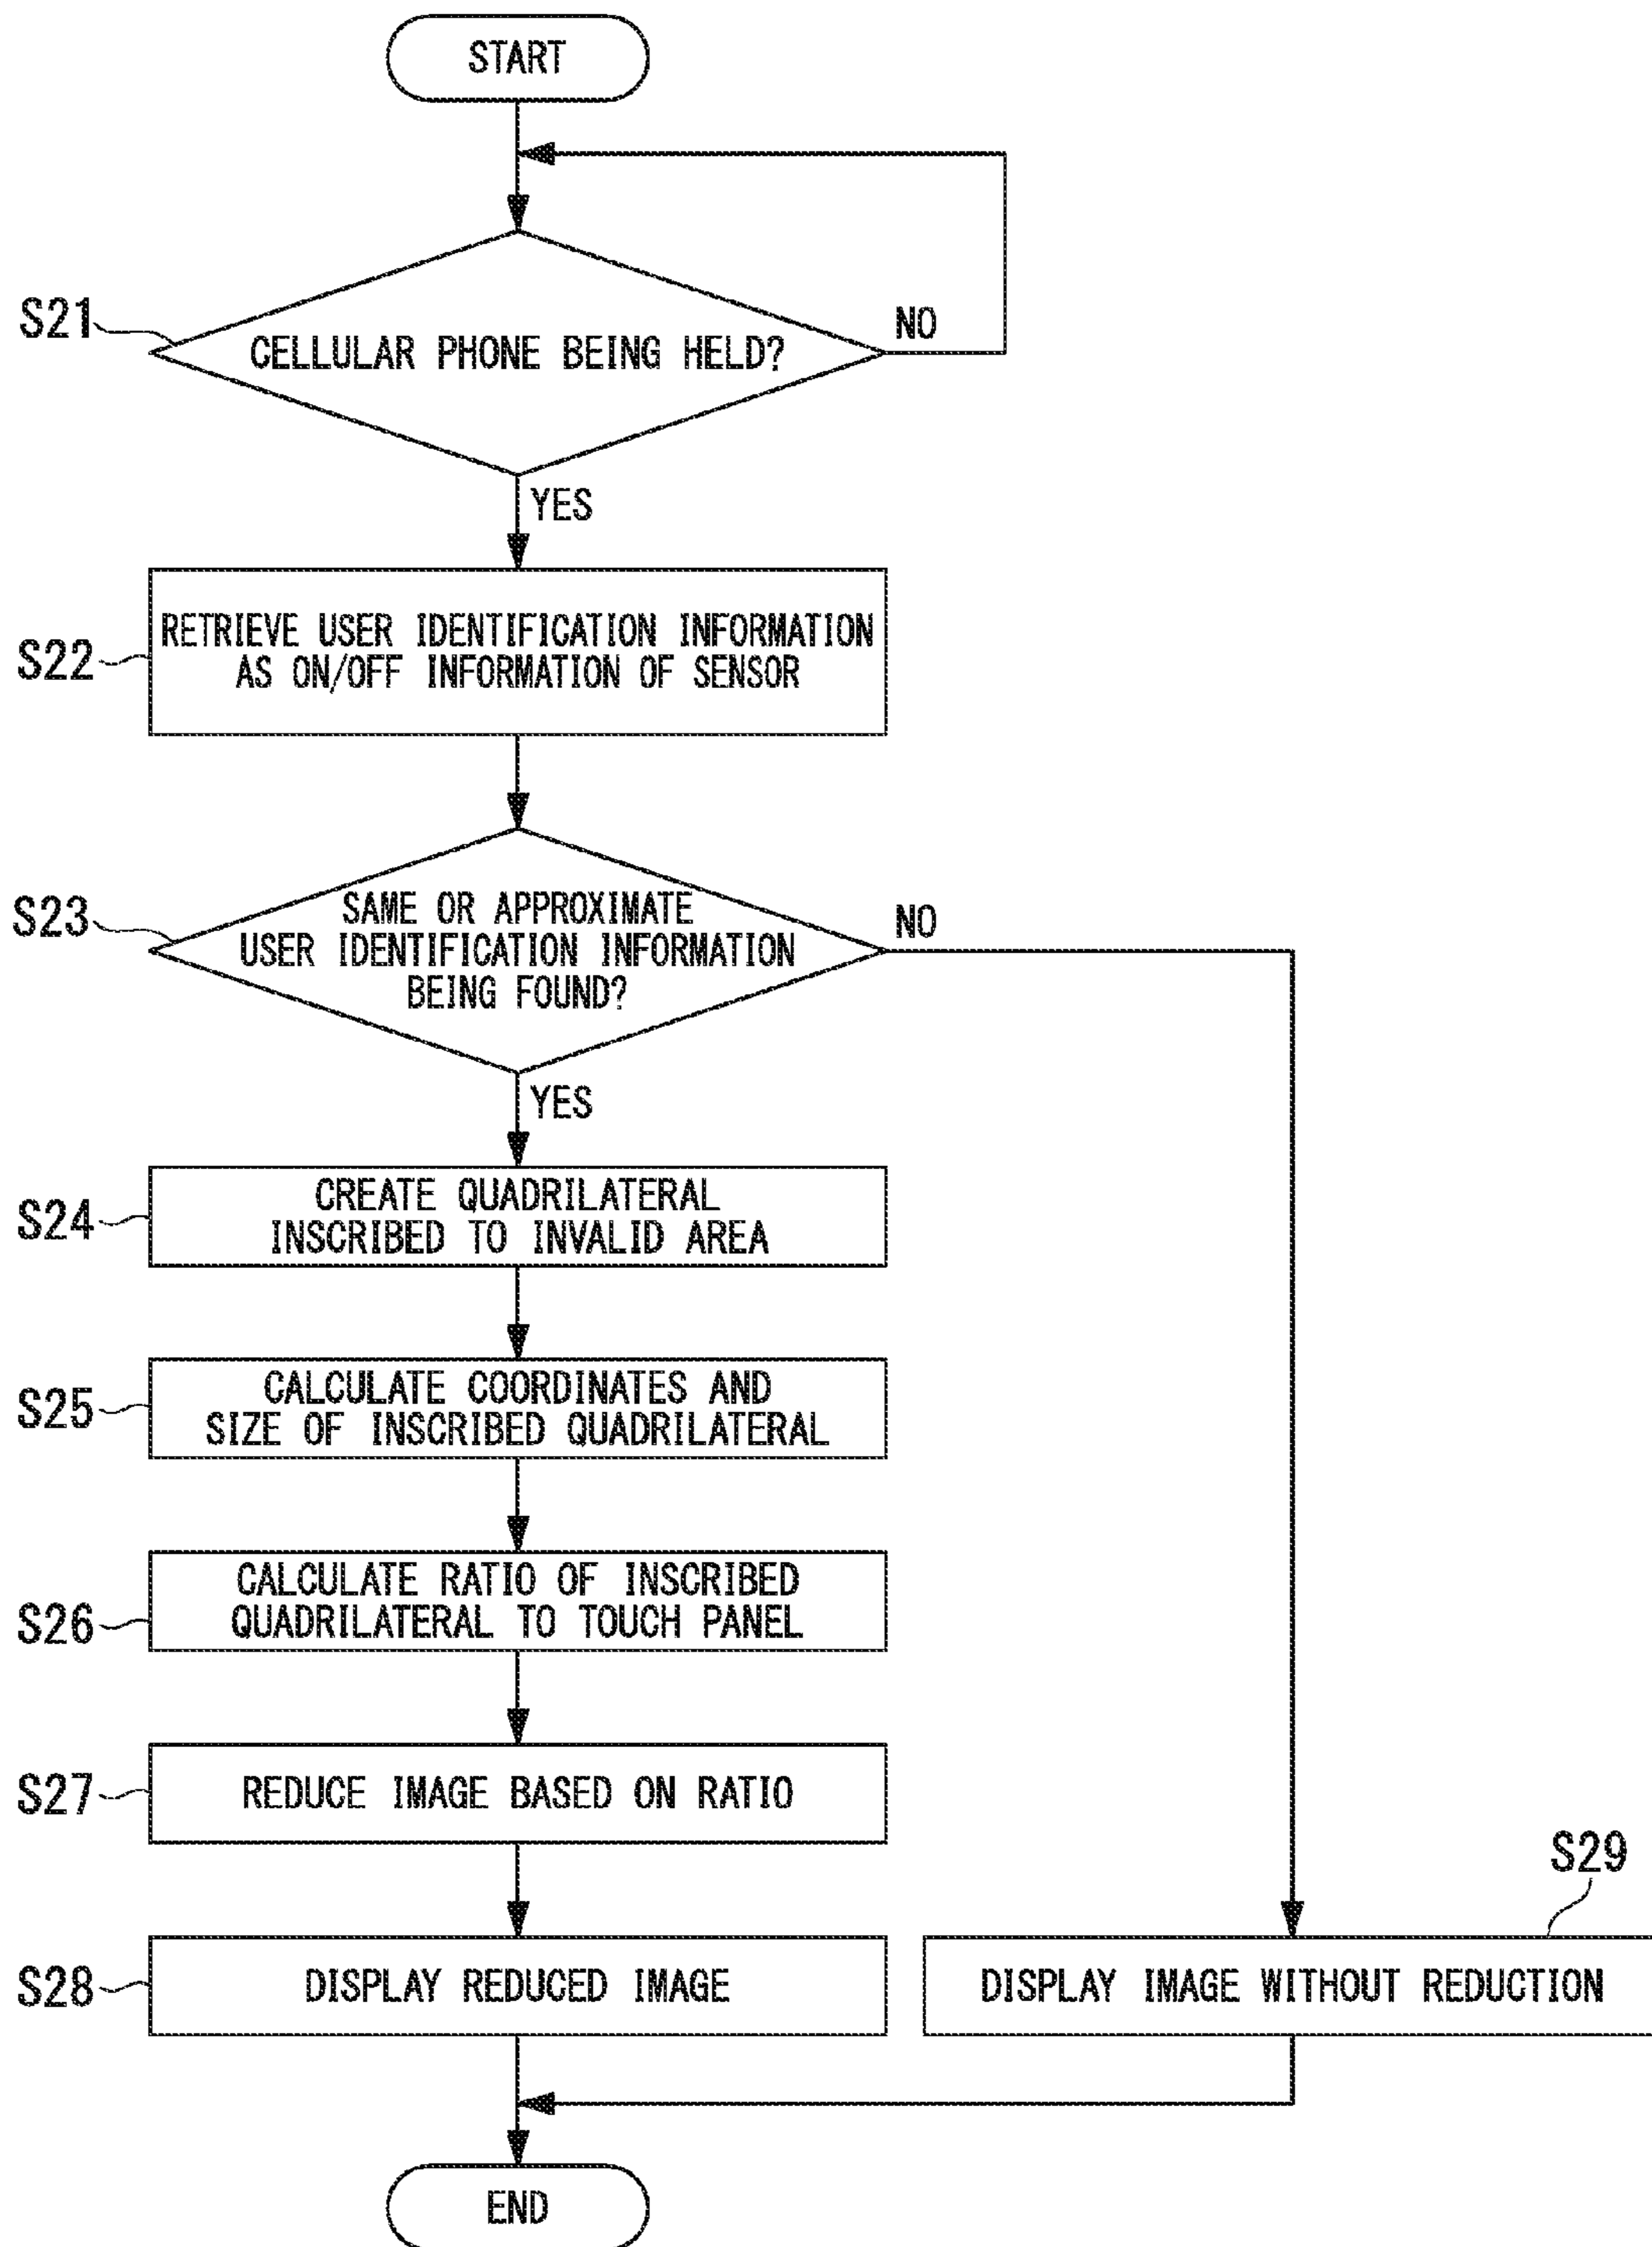 START
S21
CELLULAR PHONE BEING HELD?
NO
YES
S22
RETRIEVE USER IDENTIFICATION INFORMATION
AS ON/OFF INFORMATION OF SENSOR
S23
SAME OR APPROXIMATE
USER IDENTIFICATION INFORMATION
BEING FOUND?
NO
YES
S24
CREATE QUADRILATERAL
INSCRIBED TO INVALID AREA
S25
CALCULATE COORDINATES AND
SIZE OF INSCRIBED QUADRILATERAL
S26
CALCULATE RATIO OF INSCRIBED
QUADRILATERAL TO TOUCH PANEL
S27
REDUCE IMAGE BASED ON RATIO
S28
DISPLAY REDUCED IMAGE
S29
DISPLAY IMAGE WITHOUT REDUCTION
END